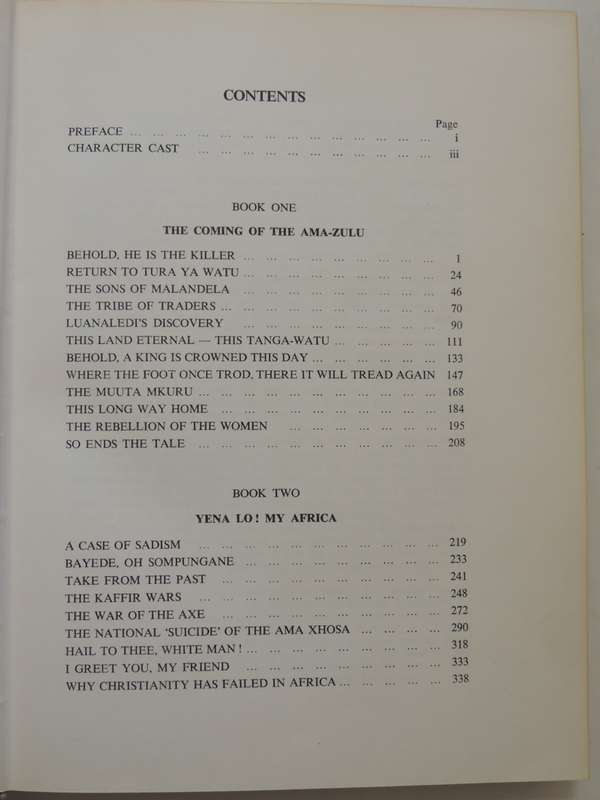 CONTENTS
Page
PREFACE ... ... ... ... ... ... ... ... ... ... ... ... ... ... i
CHARACTER CAST ... ... ... ... ... ... ... ... ... ... ... iii
BOOK ONE
THE COMING OF THE AMA-ZULU
BEHOLD, HE IS THE KILLER ... ... ... ... ... ... ... ... ... 1
RETURN TO TURA YA WATU ... ... ... ... ... ... ... ... ... 24
THE SONS OF MALANDELA ... ... ... ... ... ... ... ... ... 46
THE TRIBE OF TRADERS ... ... ... ... ... ... ... ... ... ... 70
LUANALEDI'S DISCOVERY ... ... ... ... ... ... ... ... ... 90
THIS LAND ETERNAL — THIS TANGA-WATU ... ... ... ... ... 111
BEHOLD, A KING IS CROWNED THIS DAY ... ... ... ... ... ... 133
WHERE THE FOOT ONCE TROD, THERE IT WILL TREAD AGAIN 147
THE MUUTA MKURU ... ... ... ... ... ... ... ... ... ... ... 168
THIS LONG WAY HOME ... ... ... ... ... ... ... ... ... ... 184
THE REBELLION OF THE WOMEN ... ... ... ... ... ... ... 195
SO ENDS THE TALE ... ... ... ... ... ... ... ... ... ... ... 208
BOOK TWO
YENA LO! MY AFRICA
A CASE OF SADISM ... ... ... ... ... ... ... ... ... ... ... 219
BAYEDE, OH SOMPUNGANE ... ... ... ... ... ... ... ... ... 233
TAKE FROM THE PAST ... ... ... ... ... ... ... ... ... ... 241
THE KAFFIR WARS ... ... ... ... ... ... ... ... ... ... ... 248
THE WAR OF THE AXE ... ... ... ... ... ... ... ... ... ... 272
THE NATIONAL 'SUICIDE' OF THE AMA XHOSA ... ... ... ... 290
HAIL TO THEE, WHITE MAN! ... ... ... ... ... ... ... ... ... 318
I GREET YOU, MY FRIEND ... ... ... ... ... ... ... ... ... 333
WHY CHRISTIANITY HAS FAILED IN AFRICA ... ... ... ... ... 338